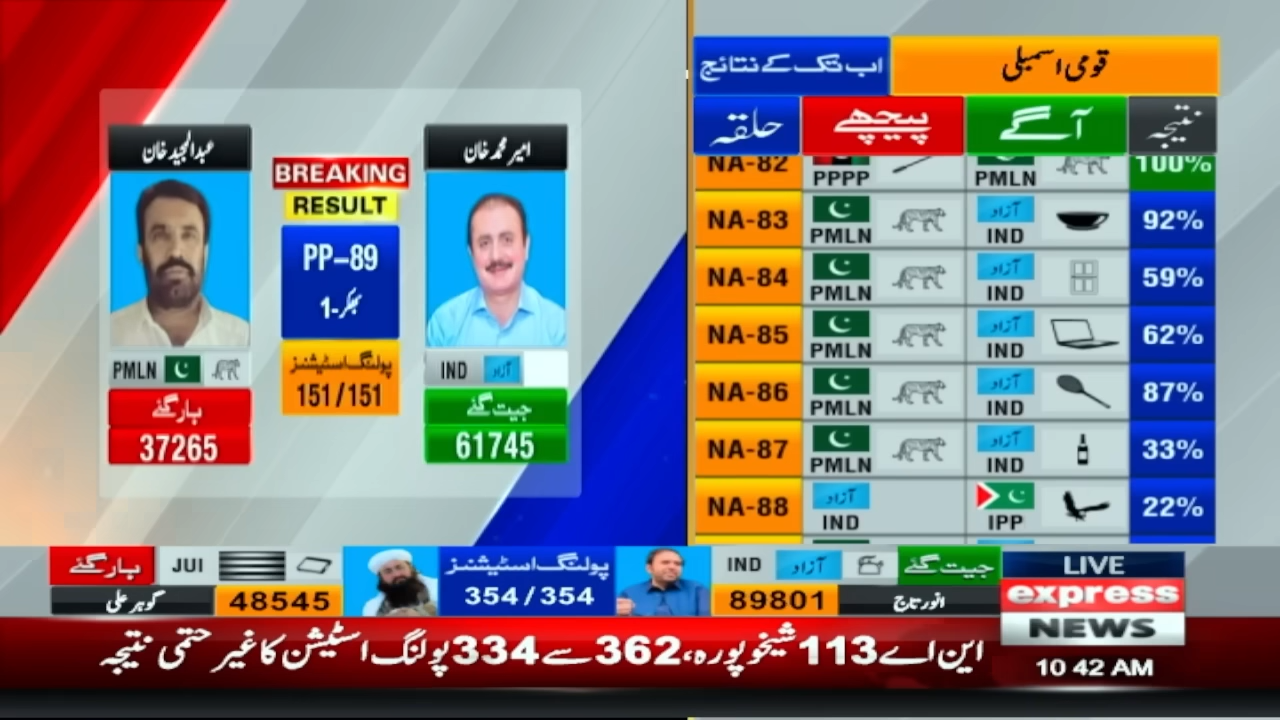 عبدالمجید خان
PMLN
ہار گئے
37265
BREAKING
RESULT
PP-89
بھکر-1
پولنگ اسٹیشنز
151/151
امیر محمد خان
IND آزاد
جیت گئے
61745
قومی اسمبلی
اب تک کے نتائج
نتیجہ آگے پیچھے حلقہ
NA-82 PPPP PMLN 100%
NA-83 PMLN آزاد IND 92%
NA-84 PMLN آزاد IND 59%
NA-85 PMLN آزاد IND 62%
NA-86 PMLN آزاد IND 87%
NA-87 PMLN آزاد IND 33%
NA-88 آزاد IND IPP 22%
ہار گئے
JUI
گوہر علی
48545
پولنگ اسٹیشنز
354/354
IND آزاد
جیت گئے
89801
انور تاج
LIVE
express
NEWS
10 42 AM
این اے 113 شیخوپورہ، 362 سے 334 پولنگ اسٹیشن کا غیر حتمی نتیجہ